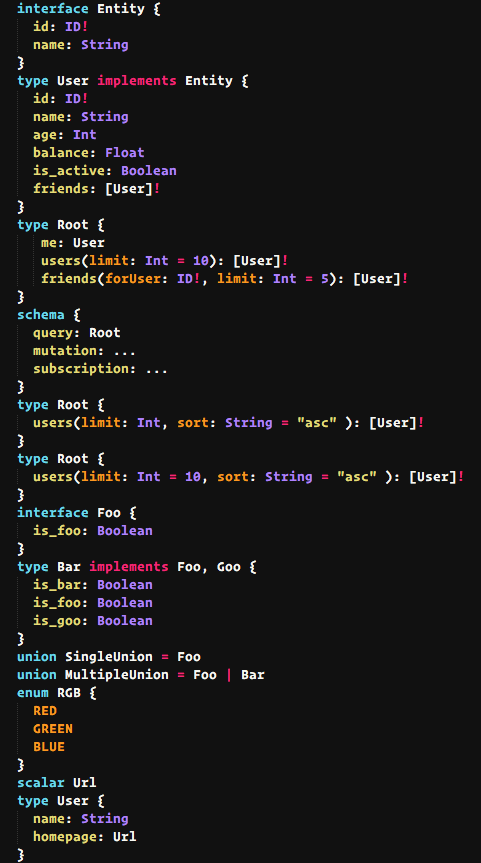 interface Entity {
  id: ID!
  name: String
}
type User implements Entity {
  id: ID!
  name: String
  age: Int
  balance: Float
  is_active: Boolean
  friends: [User]!
}
type Root {
   me: User
   users(limit: Int = 10): [User]!
   friends(forUser: ID!, limit: Int = 5): [User]!
}
schema {
  query: Root
  mutation: ...
  subscription: ...
}
type Root {
  users(limit: Int, sort: String = "asc" ): [User]!
}
type Root {
  users(limit: Int = 10, sort: String = "asc" ): [User]!
}
interface Foo {
  is_foo: Boolean
}
type Bar implements Foo, Goo {
  is_bar: Boolean
  is_foo: Boolean
  is_goo: Boolean
}
union SingleUnion = Foo
union MultipleUnion = Foo | Bar
enum RGB {
  RED
  GREEN
  BLUE
}
scalar Url
type User {
  name: String
  homepage: Url
}